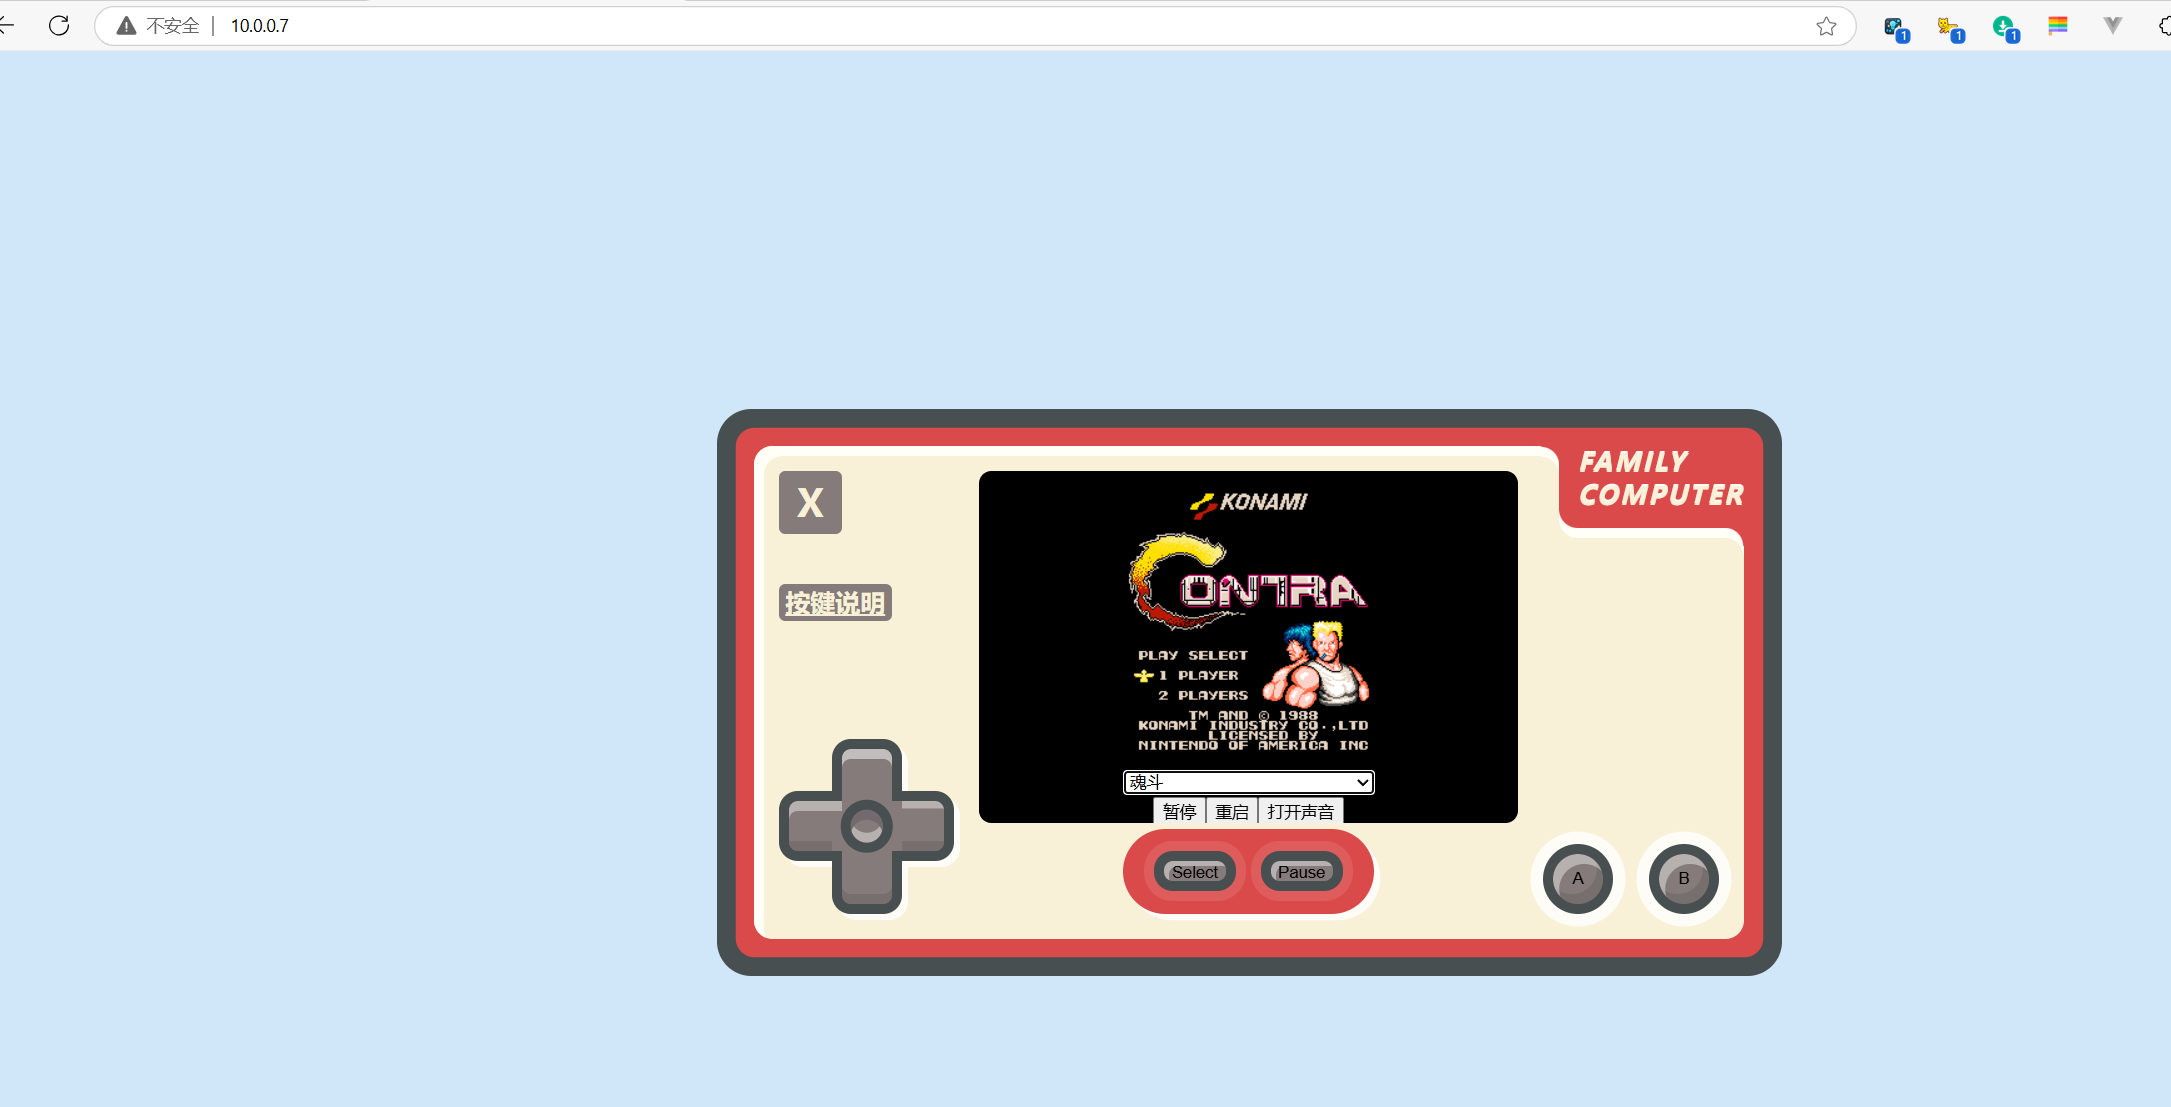 不安全 | 10.0.0.7
1
1
1
FAMILY
COMPUTER
X
按键说明
KONAMI
CONTRA
PLAY SELECT
1 PLAYER
2 PLAYERS
TM AND © 1988
KONAMI INDUSTRY CO.,LTD
LICENSED BY
NINTENDO OF AMERICA INC
魂斗
暂停 重启 打开声音
Select Pause
A B